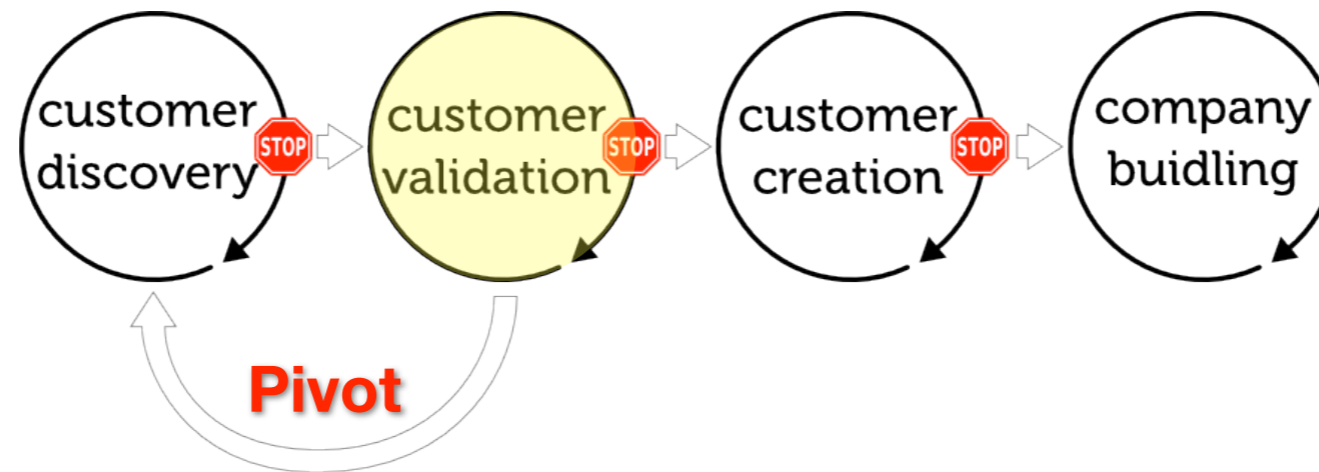 customer
discovery
STOP
customer
validation
STOP
customer
creation
STOP
company
buidling
Pivot